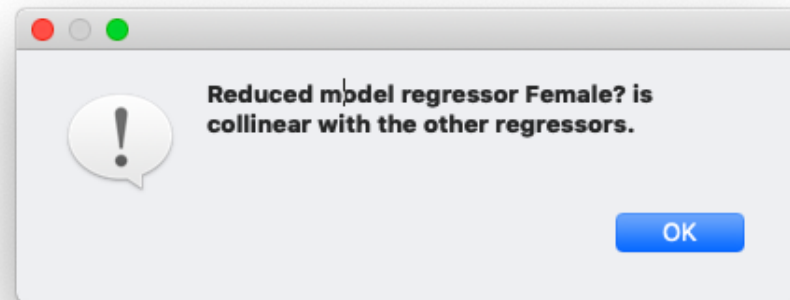 Reduced model regressor Female? is
collinear with the other regressors.
OK